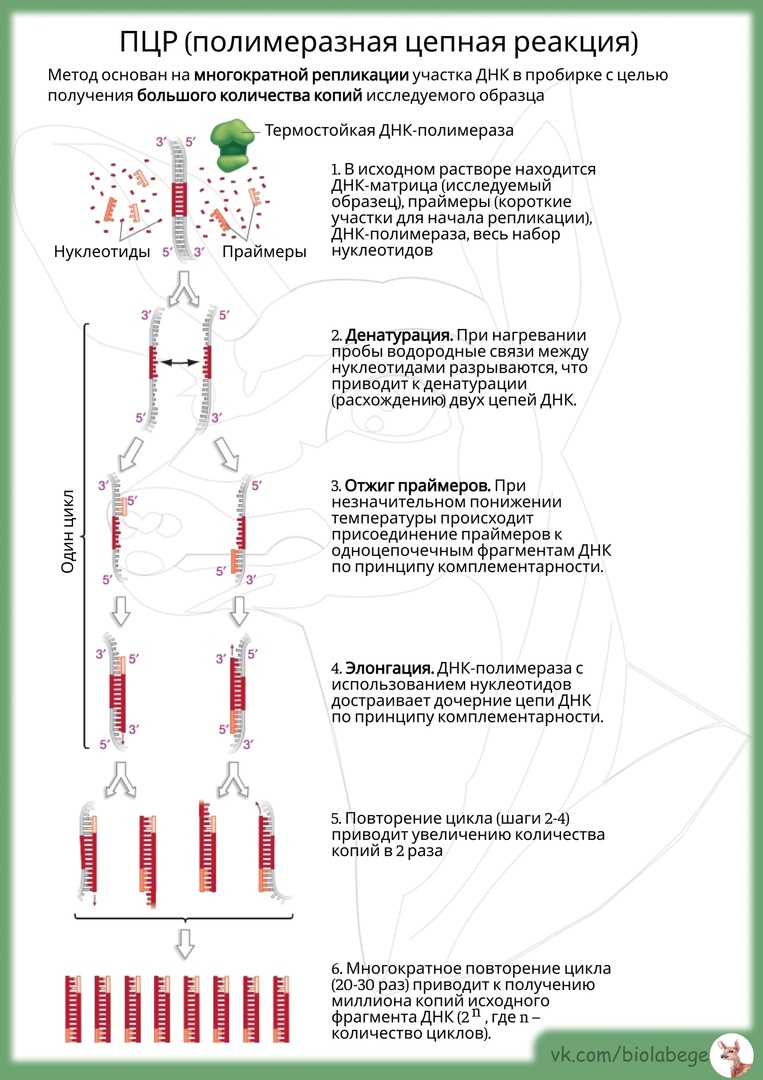 ПЦР (полимеразная цепная реакция)
Метод основан на многократной репликации участка ДНК в пробирке с целью
получения большого количества копий исследуемого образца
Термостойкая ДНК-полимераза
3′ 5′
1. В исходном растворе находится
ДНК-матрица (исследуемый
образец), праймеры (короткие
участки для начала репликации),
ДНК-полимераза, весь набор
нуклеотидов
Нуклеотиды 5′ 3′ Праймеры
3′ 5′
2. Денатурация. При нагревании
пробы водородные связи между
нуклеотидами разрываются, что
приводит к денатурации
(расхождению) двух цепей ДНК.
5′ 3′
Один цикл
3′ 5′
5′
3. Отжиг праймеров. При
незначительном понижении
температуры происходит
присоединение праймеров к
одноцепочечным фрагментам ДНК
по принципу комплементарности.
5′
5′ 3′
3′ 5′ 3′ 5′
4. Элонгация. ДНК-полимераза с
использованием нуклеотидов
достраивает дочерние цепи ДНК
по принципу комплементарности.
3′ 5′
5′ 3′
5. Повторение цикла (шаги 2-4)
приводит увеличению количества
копий в 2 раза
6. Многократное повторение цикла
(20-30 раз) приводит к получению
миллиона копий исходного
фрагмента ДНК (2ⁿ , где n –
количество циклов).
vk.com/biolabege